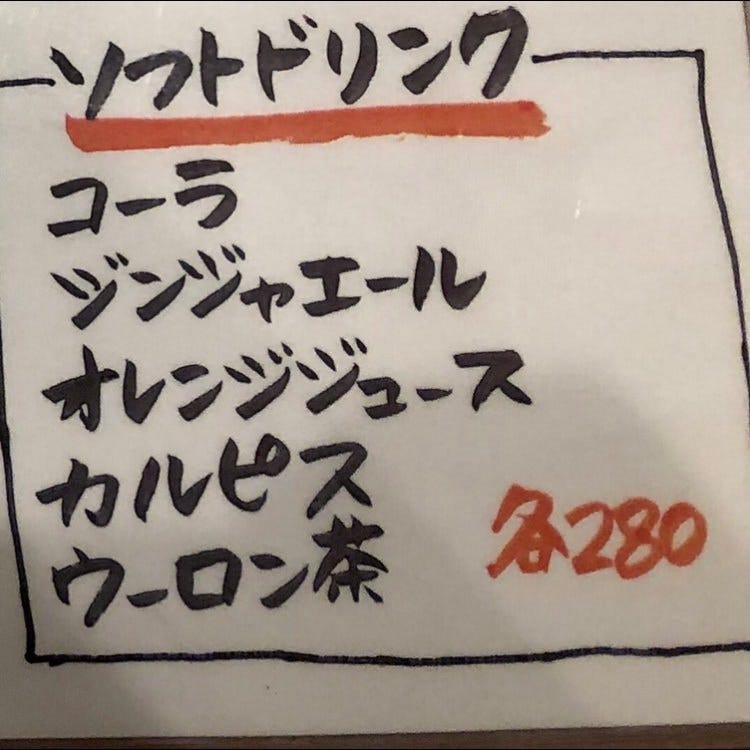 ソフトドリンク
コーラ
ジンジャエール
オレンジジュース
カルピス
ウーロン茶
各280